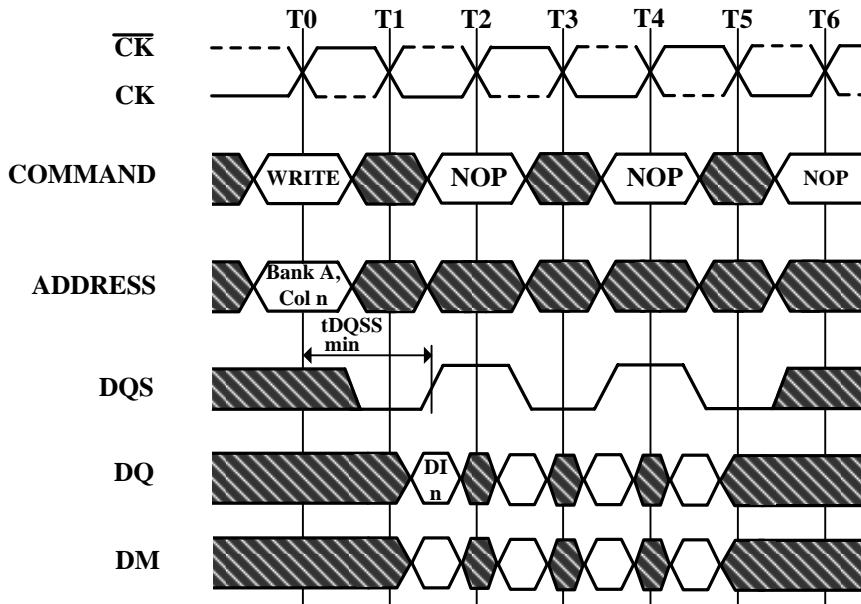 T0 T1 T2 T3 T4 T5 T6
CK
CK
COMMAND
WRITE NOP NOP NOP
ADDRESS
Bank A,
Col n
tDQSS
min
DQS
DQ
DI
n
DM